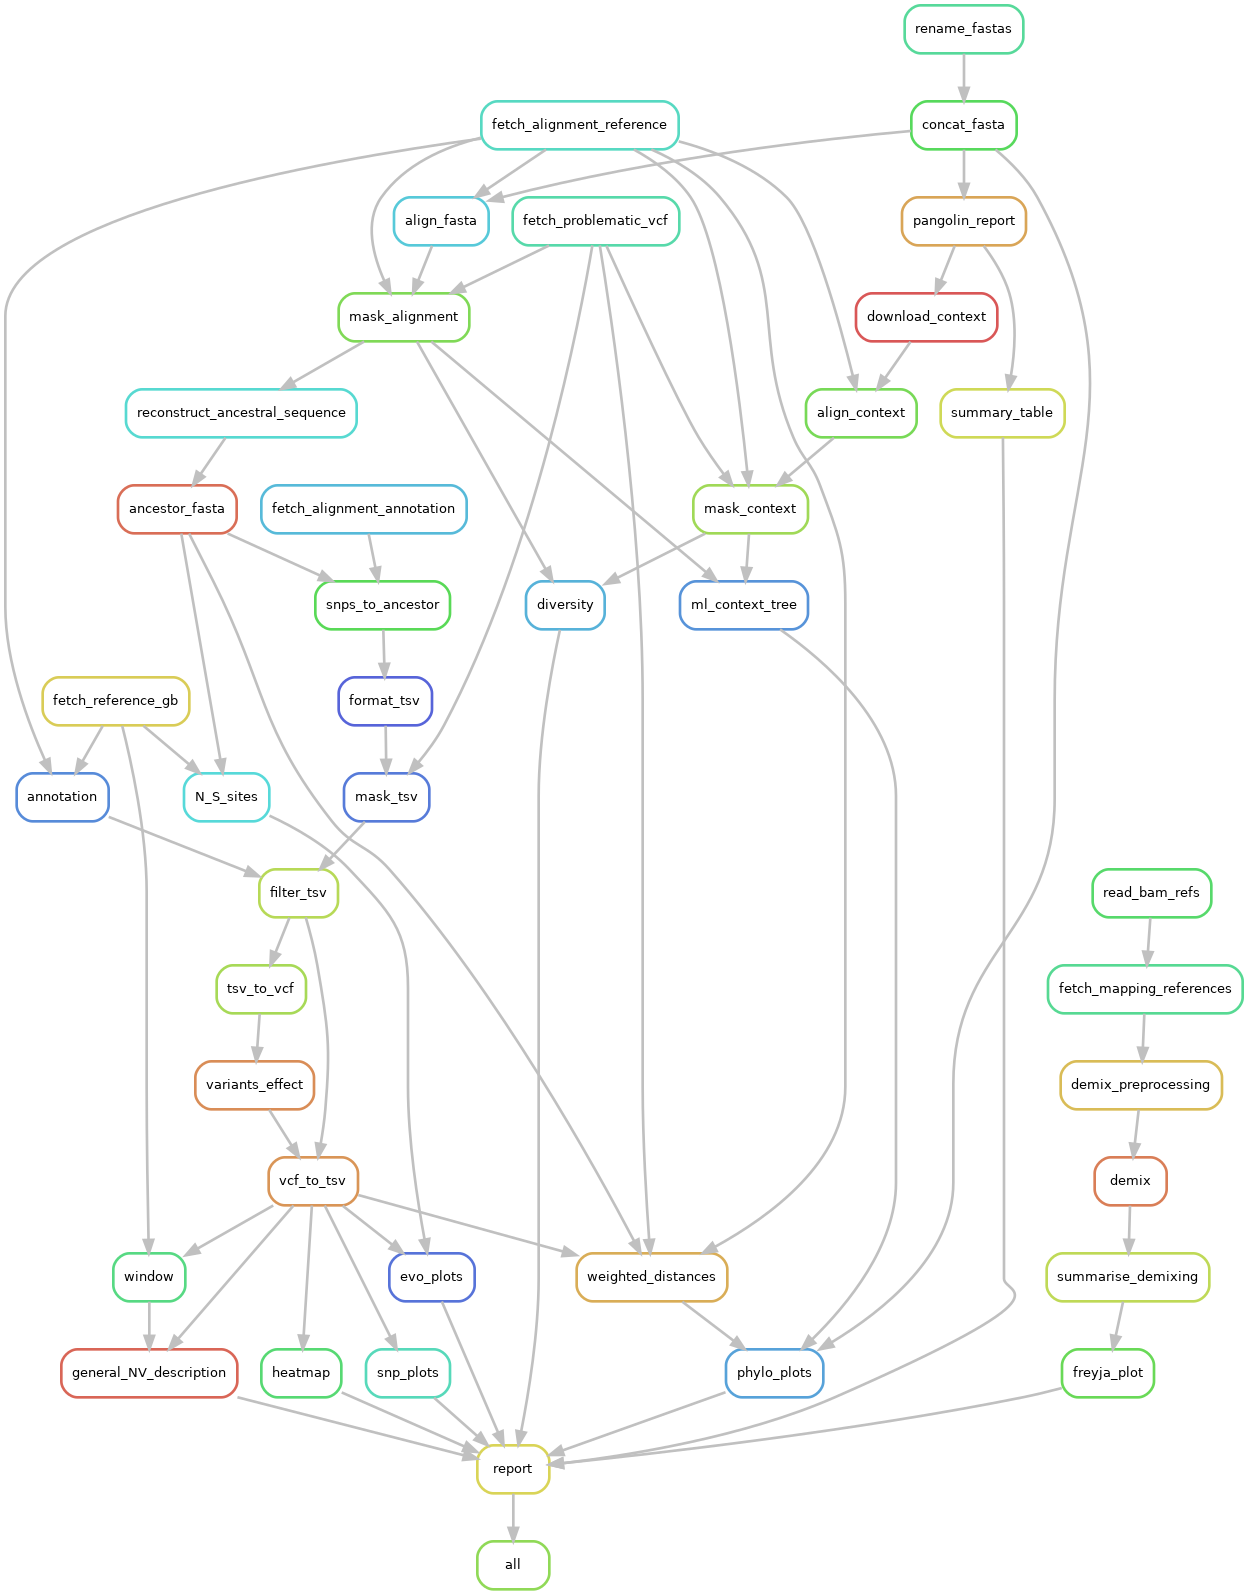 rename_fastas
fetch_alignment_reference
concat_fasta
align_fasta
fetch_problematic_vcf
pangolin_report
mask_alignment
download_context
reconstruct_ancestral_sequence
align_context
summary_table
ancestor_fasta
fetch_alignment_annotation
mask_context
snps_to_ancestor
diversity
ml_context_tree
fetch_reference_gb
format_tsv
annotation
N_S_sites
mask_tsv
filter_tsv
read_bam_refs
tsv_to_vcf
fetch_mapping_references
variants_effect
demix_preprocessing
vcf_to_tsv
demix
window
evo_plots
weighted_distances
summarise_demixing
general_NV_description
heatmap
snp_plots
phylo_plots
freyja_plot
report
all